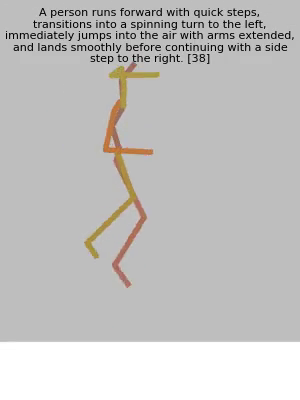 A person runs forward with quick steps,
transitions into a spinning turn to the left,
immediately jumps into the air with arms extended,
and lands smoothly before continuing with a side
step to the right. [38]